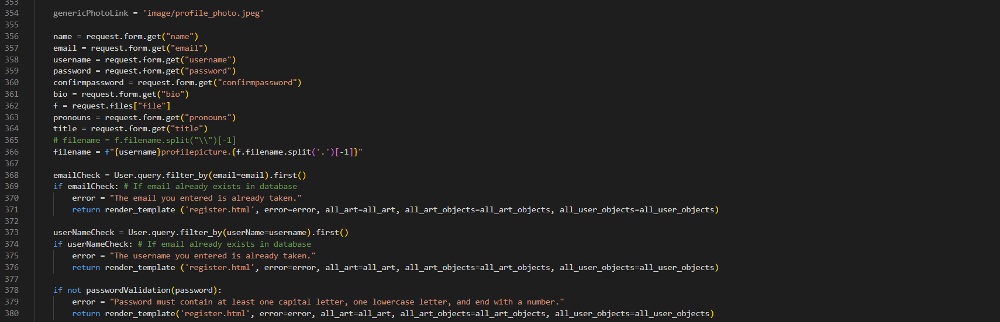 353
354 genericPhotoLink = 'image/profile_photo.jpeg'
355
356 name = request.form.get("name")
357 email = request.form.get("email")
358 username = request.form.get("username")
359 password = request.form.get("password")
360 confirmpassword = request.form.get("confirmpassword")
361 bio = request.form.get("bio")
362 f = request.files["file"]
363 pronouns = request.form.get("pronouns")
364 title = request.form.get("title")
365 # filename = f.filename.split("\\")[-1]
366 filename = f"{username}profilepicture.{f.filename.split('.')[-1]}"
367
368 emailCheck = User.query.filter_by(email=email).first()
369 if emailCheck: # If email already exists in database
370 error = "The email you entered is already taken."
371 return render_template ('register.html', error=error, all_art=all_art, all_art_objects=all_art_objects, all_user_objects=all_user_objects)
372
373 userNameCheck = User.query.filter_by(userName=username).first()
374 if userNameCheck: # If email already exists in database
375 error = "The username you entered is already taken."
376 return render_template ('register.html', error=error, all_art=all_art, all_art_objects=all_art_objects, all_user_objects=all_user_objects)
377
378 if not passwordValidation(password):
379 error = "Password must contain at least one capital letter, one lowercase letter, and end with a number."
380 return render_template('register.html', error=error, all_art=all_art, all_art_objects=all_art_objects, all_user_objects=all_user_objects)